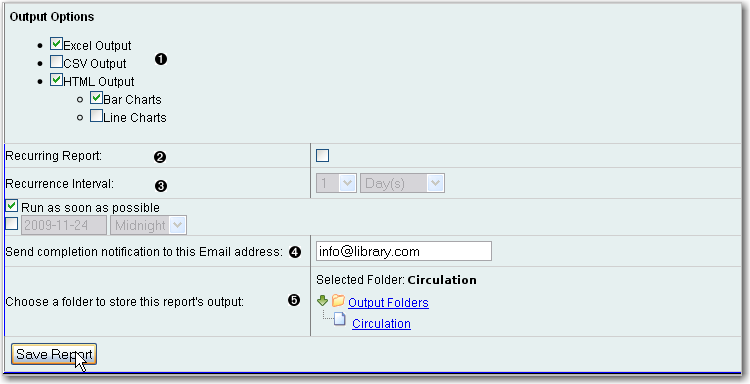 Output Options
Excel Output
CSV Output ❶
HTML Output
Bar Charts
Line Charts
Recurring Report: ❷
Recurrence Interval: ❸ 1 Day(s)
Run as soon as possible
2009-11-24 Midnight
Send completion notification to this Email address: ❹ info@library.com
Selected Folder: Circulation
Choose a folder to store this report's output: ❺ Output Folders
Circulation
Save Report